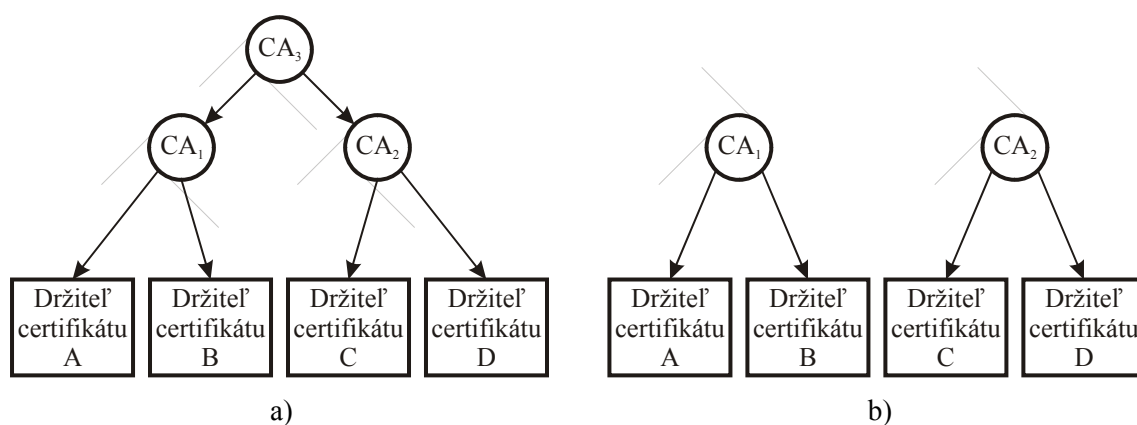 CA₃
CA₁
CA₂
CA₁
CA₂
Držiteľ
certifikátu
A
Držiteľ
certifikátu
B
Držiteľ
certifikátu
C
Držiteľ
certifikátu
D
Držiteľ
certifikátu
A
Držiteľ
certifikátu
B
Držiteľ
certifikátu
C
Držiteľ
certifikátu
D
a)
b)